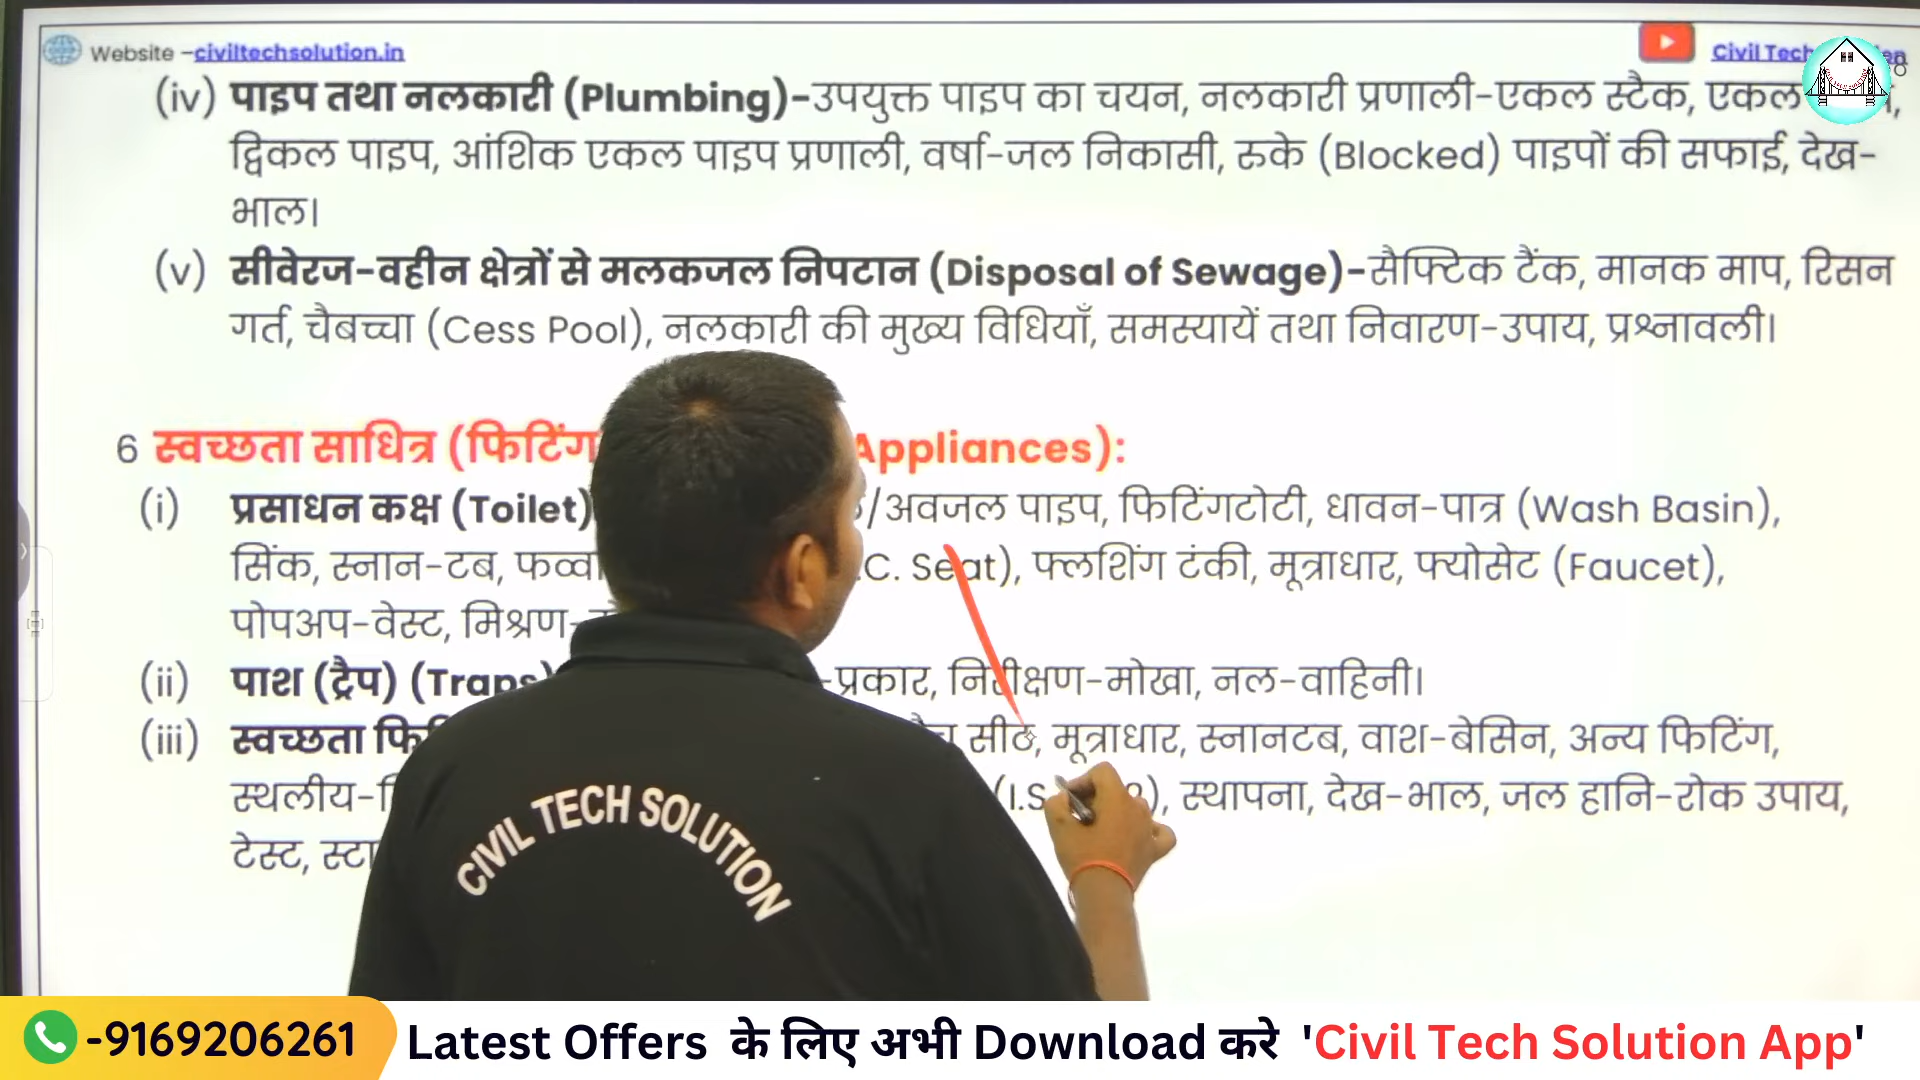 Website –civiltechsolution.in
Civil Tech
(iv) पाइप तथा नलकारी (Plumbing)-उपयुक्त पाइप का चयन, नलकारी प्रणाली-एकल स्टैक, एकल
द्विकल पाइप, आंशिक एकल पाइप प्रणाली, वर्षा-जल निकासी, रुके (Blocked) पाइपों की सफाई, देख-
भाल।
(v) सीवेरज-वहीन क्षेत्रों से मलकजल निपटान (Disposal of Sewage)-सैफ्टिक टैंक, मानक माप, रिसन
गर्त, चैबच्चा (Cess Pool), नलकारी की मुख्य विधियाँ, समस्यायें तथा निवारण-उपाय, प्रश्नावली।
6 स्वच्छता साधित्र (फिटिंग Appliances):
(i) प्रसाधन कक्ष (Toilet) /अवजल पाइप, फिटिंगटोटी, धावन-पात्र (Wash Basin),
सिंक, स्नान-टब, .C. Seat), फ्लशिंग टंकी, मूत्राधार, फ्योसेट (Faucet),
पोपअप-वेस्ट, मिश्रण-
(ii) पाश (ट्रैप) (Traps) -प्रकार, निरीक्षण-मोखा, नल-वाहिनी।
(iii) स्वच्छता सीठ, मूत्राधार, स्नानटब, वाश-बेसिन, अन्य फिटिंग,
स्थलीय- (I.S. ), स्थापना, देख-भाल, जल हानि-रोक उपाय,
टेस्ट,
CIVIL TECH SOLUTION
-9169206261 Latest Offers के लिए अभी Download करे 'Civil Tech Solution App'